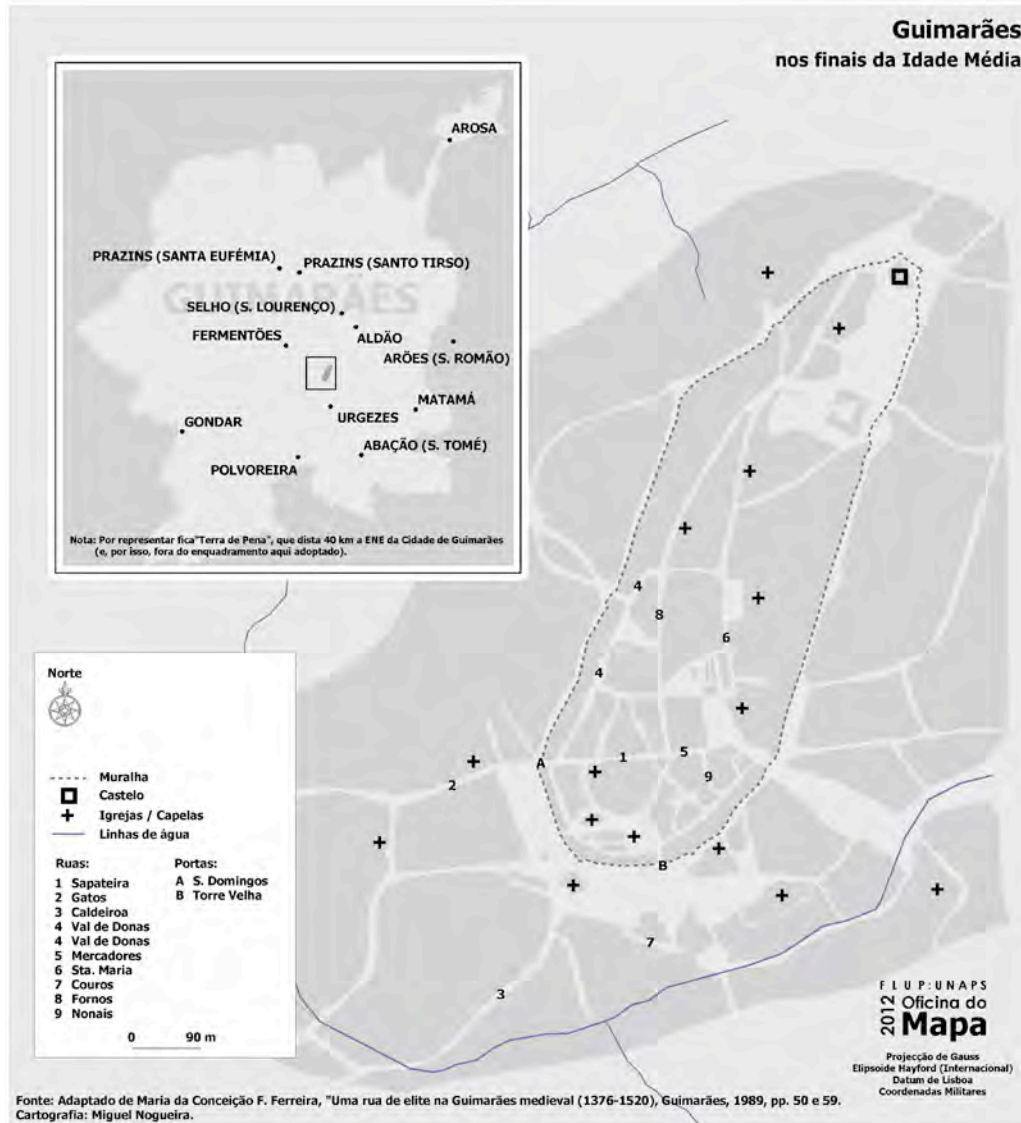 Guimarães
nos finais da Idade Média
AROSA
PRAZINS (SANTA EUFÉMIA)
PRAZINS (SANTO TIRSO)
GUIMARÃES
SELHO (S. LOURENÇO)
FERMENTÕES
ALDÃO
ARÕES (S. ROMÃO)
MATAMÁ
URGEZES
GONDAR
ABAÇÃO (S. TOMÉ)
POLVOREIRA
Nota: Por representar fica"Terra de Pena", que dista 40 km a ENE da Cidade de Guimarães
(e, por isso, fora do enquadramento aqui adoptado).
4
8
6
4
A
1
5
9
2
B
7
3
Norte
Muralha
Castelo
Igrejas / Capelas
Linhas de água
Ruas:
1 Sapateira
2 Gatos
3 Caldeiroa
4 Val de Donas
4 Val de Donas
5 Mercadores
6 Sta. Maria
7 Couros
8 Fornos
9 Nonais
Portas:
A S. Domingos
B Torre Velha
0 90 m
FLUP:UNAPS
2012 Oficina do
Mapa
Projecção de Gauss
Elipsoide Hayford (Internacional)
Datum de Lisboa
Coordenadas Militares
Fonte: Adaptado de Maria da Conceição F. Ferreira, "Uma rua de elite na Guimarães medieval (1376-1520), Guimarães, 1989, pp. 50 e 59.
Cartografia: Miguel Nogueira.